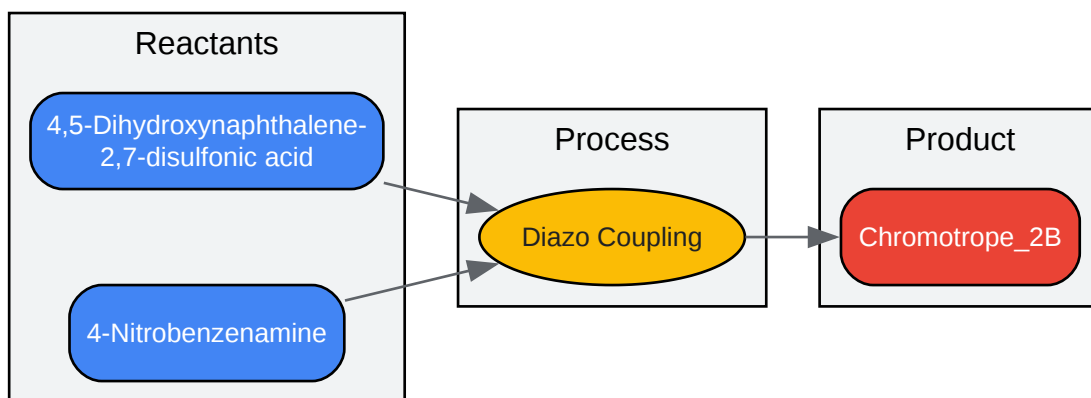 Reactants
4,5-Dihydroxynaphthalene-
2,7-disulfonic acid
4-Nitrobenzenamine
Process
Diazo Coupling
Product
Chromotrope_2B